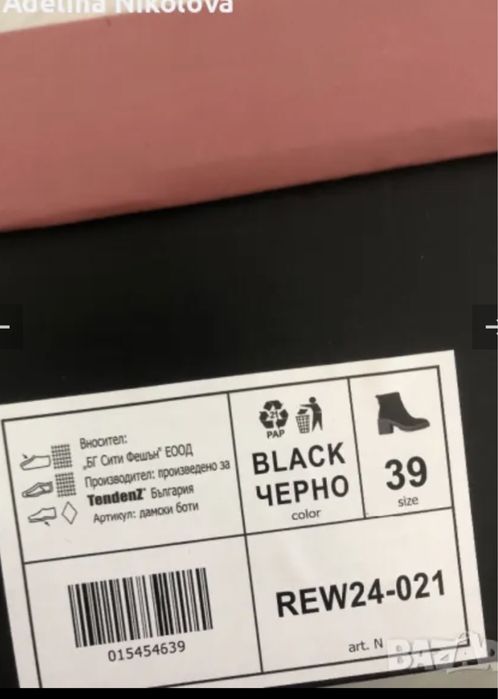 Adelina Nikolova
Вносител:
„БГ Сити Фешън" ЕООД
Производител: произведено за
TendenZ® България
Артикул: дамски боти
21
PAP
BLACK
ЧЕРНО
color
39
size
015454639
REW24-021
art. N
BAZAR